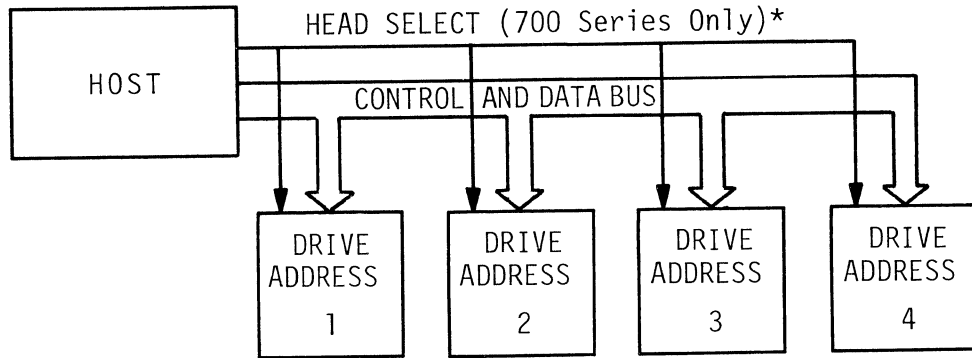 HEAD SELECT (700 Series Only)*
HOST
CONTROL AND DATA BUS
DRIVE ADDRESS 1
DRIVE ADDRESS 2
DRIVE ADDRESS 3
DRIVE ADDRESS 4